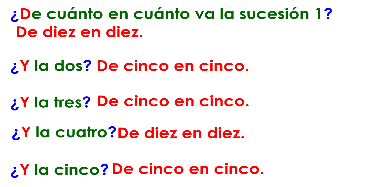 ¿De cuánto en cuánto va la sucesión 1?
De diez en diez.
¿Y la dos? De cinco en cinco.
¿Y la tres? De cinco en cinco.
¿Y la cuatro?De diez en diez.
¿Y la cinco? De cinco en cinco.